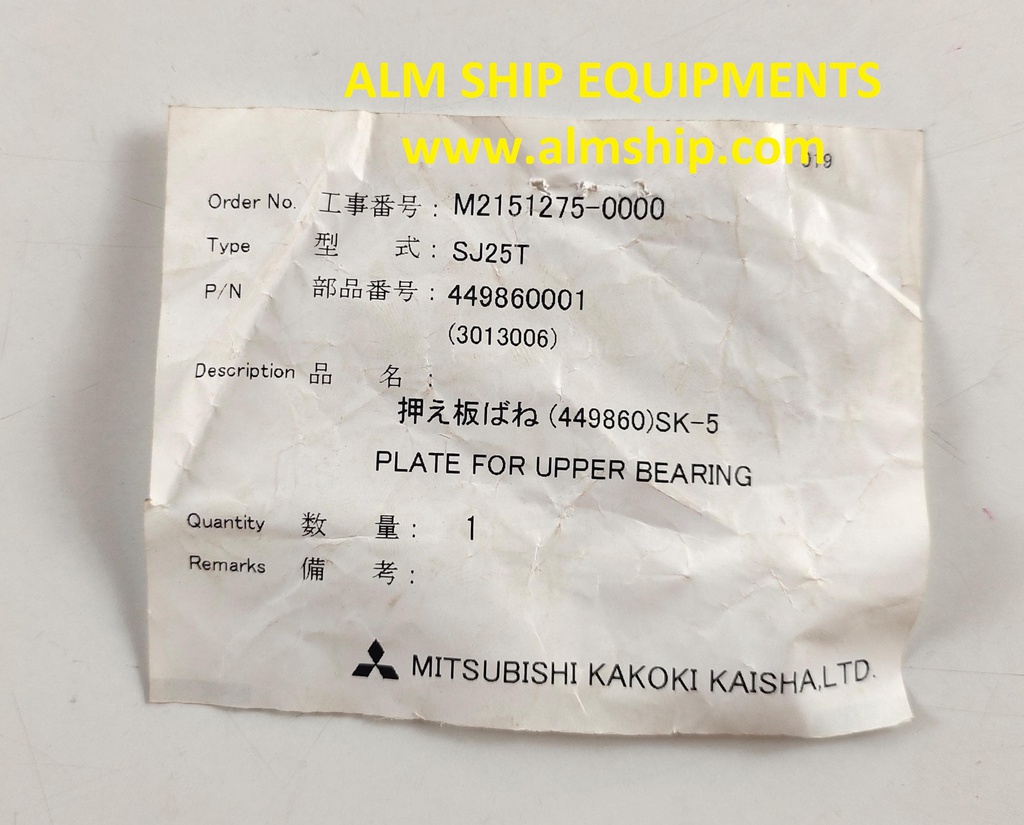 ALM SHIP EQUIPMENTS
www.almship.com
Order No. 工事番号 : M2151275-0000
Type 型 式 : SJ25T
P/N 部品番号 : 449860001
(3013006)
Description 品 名 :
押え板ばね (449860)SK-5
PLATE FOR UPPER BEARING
Quantity 数 量 : 1
Remarks 備 考 :
MITSUBISHI KAKOKI KAISHA,LTD.